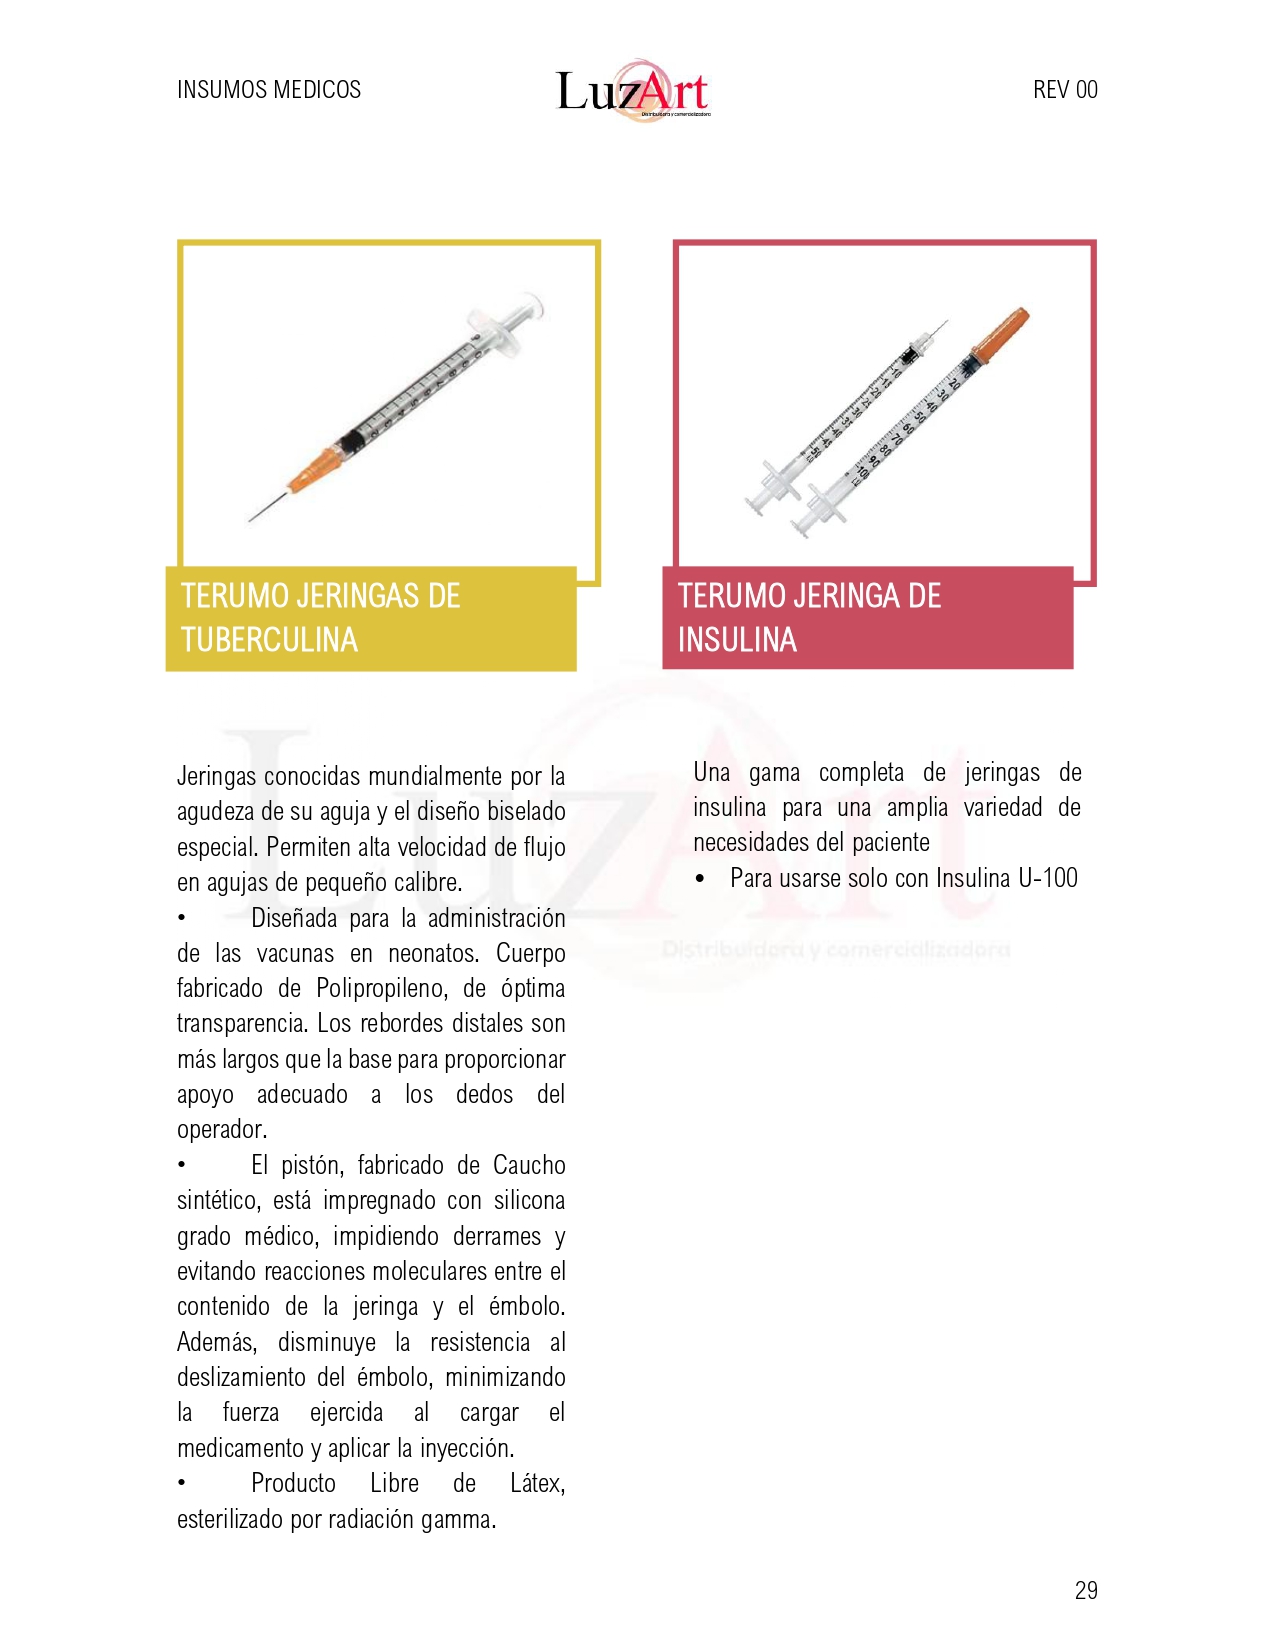 INSUMOS MEDICOS
LuzArt
Distribuidora y comercializadora
REV 00
TERUMO JERINGAS DE
TUBERCULINA
Jeringas conocidas mundialmente por la
agudeza de su aguja y el diseño biselado
especial. Permiten alta velocidad de flujo
en agujas de pequeño calibre.
• Diseñada para la administración
de las vacunas en neonatos. Cuerpo
fabricado de Polipropileno, de óptima
transparencia. Los rebordes distales son
más largos que la base para proporcionar
apoyo adecuado a los dedos del
operador.
• El pistón, fabricado de Caucho
sintético, está impregnado con silicona
grado médico, impidiendo derrames y
evitando reacciones moleculares entre el
contenido de la jeringa y el émbolo.
Además, disminuye la resistencia al
deslizamiento del émbolo, minimizando
la fuerza ejercida al cargar el
medicamento y aplicar la inyección.
• Producto Libre de Látex,
esterilizado por radiación gamma.
TERUMO JERINGA DE
INSULINA
Una gama completa de jeringas de
insulina para una amplia variedad de
necesidades del paciente
• Para usarse solo con Insulina U-100
LuzArt
Distribuidora y comercializadora
29